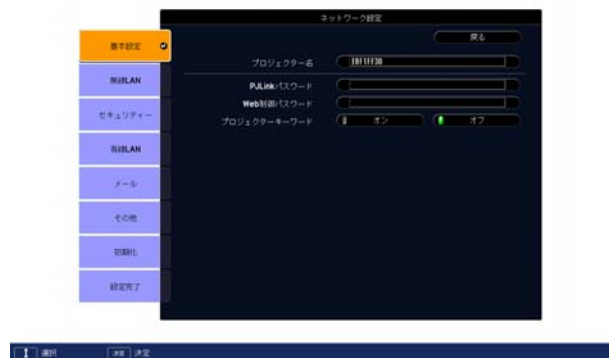 ネットワーク設定
戻る
基本設定
プロジェクター名 EBF1FF38
無線LAN
PJLinkパスワード
Web制御パスワード
セキュリティー
プロジェクターキーワード オン オフ
有線LAN
メール
その他
初期化
設定完了
選択 決定 決定